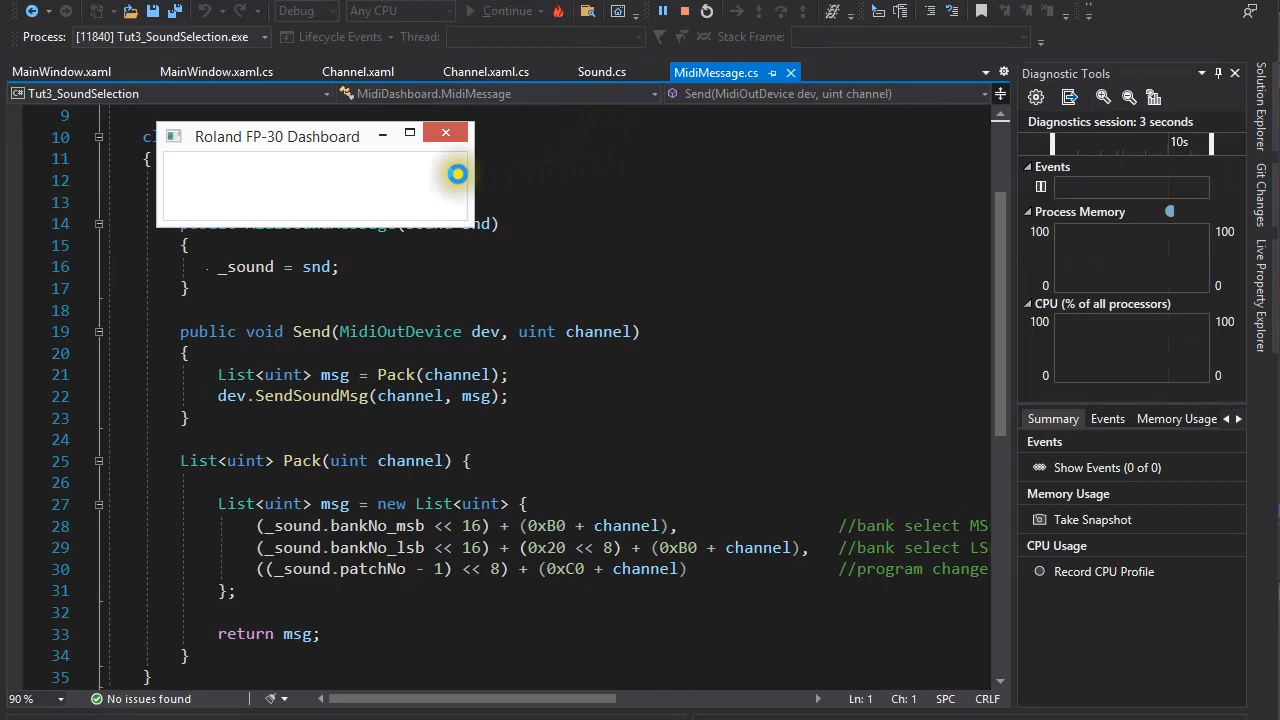 Debug
Any CPU
Continue
Process: [11840] Tut3_SoundSelection.exe
Lifecycle Events
Thread:
Stack Frame:
MainWindow.xaml
MainWindow.xaml.cs
Channel.xaml
Channel.xaml.cs
Sound.cs
MidiMessage.cs
Tut3_SoundSelection
MidiDashboard.MidiMessage
Send(MidiOutDevice dev, uint channel)
Roland FP-30 Dashboard
9
10 c
11 {
12
13
14
15 {
16 _sound = snd;
17 }
18
19 public void Send(MidiOutDevice dev, uint channel)
20 {
21 List<uint> msg = Pack(channel);
22 dev.SendSoundMsg(channel, msg);
23 }
24
25 List<uint> Pack(uint channel) {
26
27 List<uint> msg = new List<uint> {
28 (_sound.bankNo_msb << 16) + (0xB0 + channel), //bank select MS
29 (_sound.bankNo_lsb << 16) + (0x20 << 8) + (0xB0 + channel), //bank select LS
30 ((_sound.patchNo - 1) << 8) + (0xC0 + channel) //program change
31 };
32
33 return msg;
34 }
35 }
90 %
No issues found
Ln: 1
Ch: 1
SPC
CRLF
Diagnostic Tools
Diagnostics session: 3 seconds
10s
Events
Process Memory
100 100
0 0
CPU (% of all processors)
100 100
0 0
Summary Events Memory Usage
Events
Show Events (0 of 0)
Memory Usage
Take Snapshot
CPU Usage
Record CPU Profile
Solution Explorer
Git Changes
Live Property Explorer